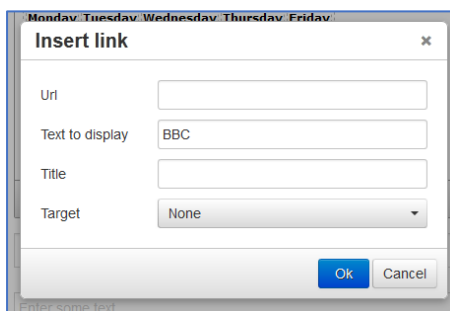 Monday Tuesday Wednesday Thursday Friday
Insert link ×
Url
Text to display BBC
Title
Target None
Ok Cancel
Enter some text